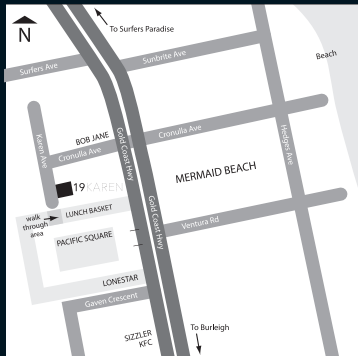 N
To Surfers Paradise
Surfers Ave
Sunbrite Ave
Beach
Karen Ave
BOB JANE
Cronulla Ave
Gold Coast Hwy
Cronulla Ave
Hedges Ave
MERMAID BEACH
19 KAREN
walk
through
area
LUNCH BASKET
Gold Coast Hwy
Ventura Rd
PACIFIC SQUARE
LONESTAR
Gaven Crescent
SIZZLER
KFC
To Burleigh